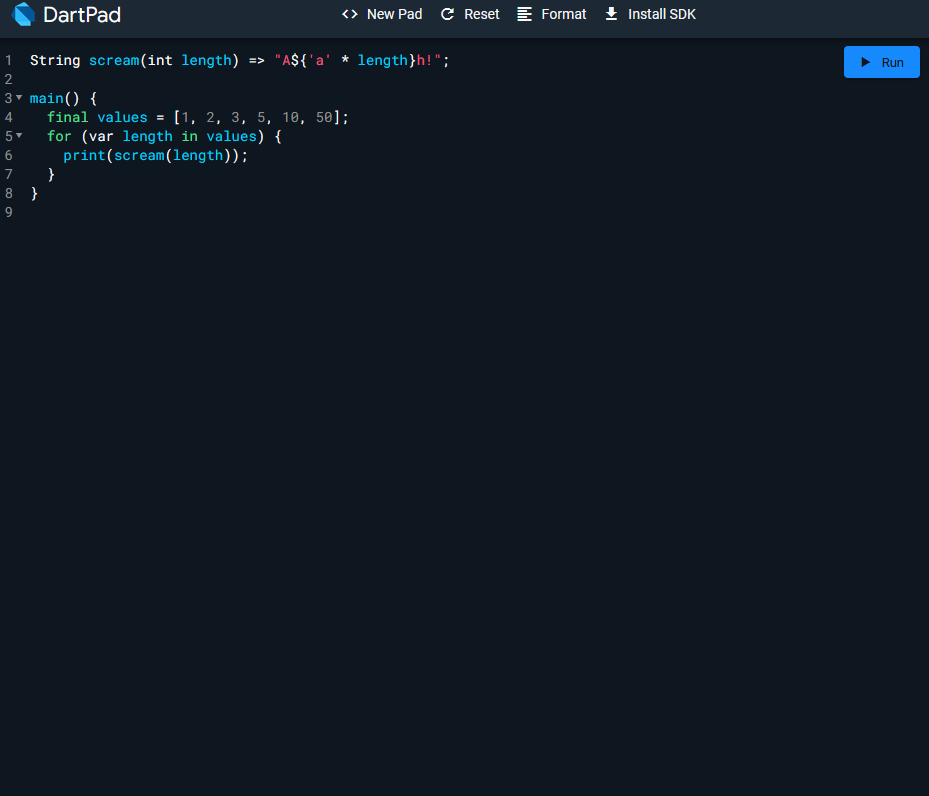 DartPad
New Pad Reset Format Install SDK
1 String scream(int length) => "A${'a' * length}h!";
Run
2
3 main() {
4   final values = [1, 2, 3, 5, 10, 50];
5   for (var length in values) {
6     print(scream(length));
7   }
8 }
9